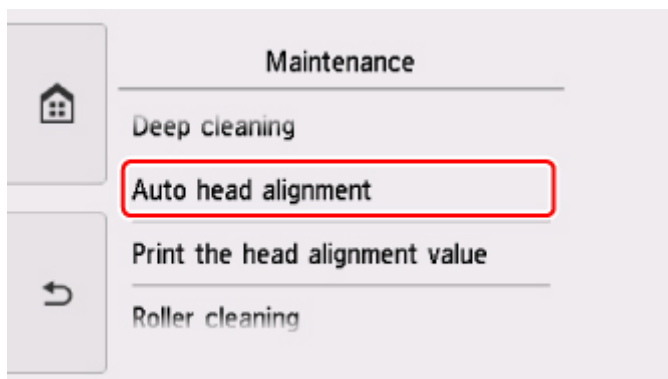 Maintenance
Deep cleaning
Auto head alignment
Print the head alignment value
Roller cleaning